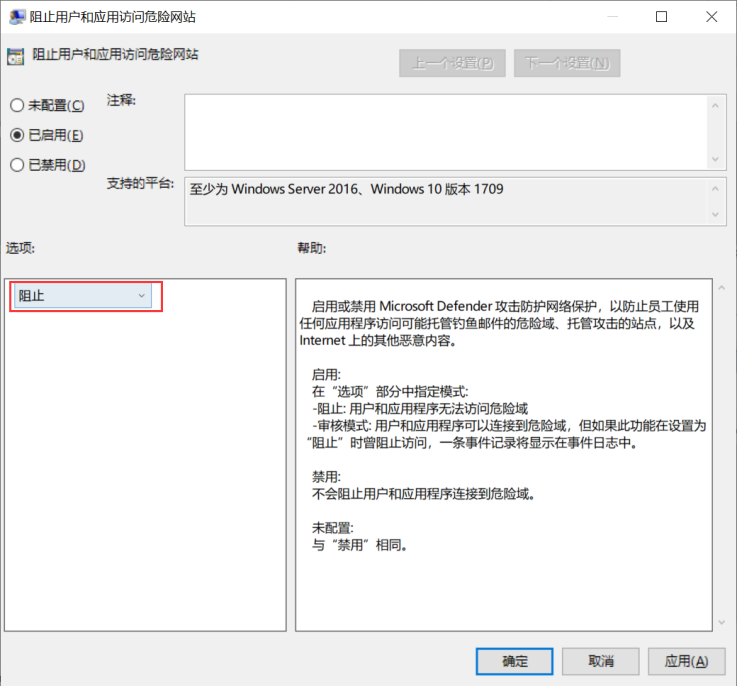 阻止用户和应用访问危险网站
阻止用户和应用访问危险网站
上一个设置(P)
下一个设置(N)
未配置(C)
注释:
已启用(E)
已禁用(D)
支持的平台:
至少为 Windows Server 2016、Windows 10 版本 1709
选项:
帮助:
阻止
启用或禁用 Microsoft Defender 攻击防护网络保护，以防止员工使用
任何应用程序访问可能托管钓鱼邮件的危险域、托管攻击的站点，以及
Internet 上的其他恶意内容。
启用:
在“选项”部分中指定模式:
-阻止: 用户和应用程序无法访问危险域
-审核模式: 用户和应用程序可以连接到危险域，但如果此功能在设置为
“阻止”时曾阻止访问，一条事件记录将显示在事件日志中。
禁用:
不会阻止用户和应用程序连接到危险域。
未配置:
与“禁用”相同。
确定
取消
应用(A)